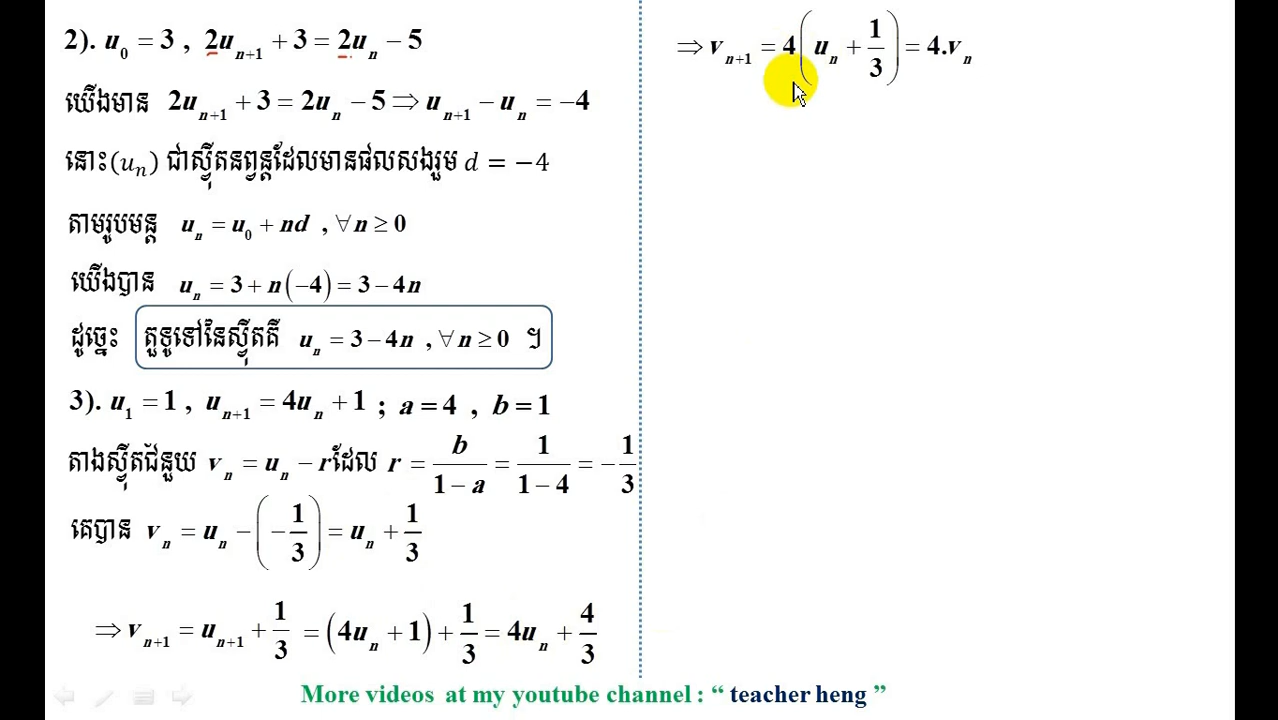 2). u₀ = 3 , 2uₙ₊₁ + 3 = 2uₙ − 5
យើងមាន 2uₙ₊₁ + 3 = 2uₙ − 5 ⇒ uₙ₊₁ − uₙ = −4
នោះ(uₙ) ជាស្វ៊ីតនព្វន្តដែលមានផលសងរួម d = −4
តាមរូបមន្ត uₙ = u₀ + nd , ∀n ≥ 0
យើងបាន uₙ = 3 + n(−4) = 3 − 4n
ដូច្នេះ តួទូទៅនៃស្វ៊ីតគឺ uₙ = 3 − 4n , ∀n ≥ 0 ។
3). u₁ = 1 , uₙ₊₁ = 4uₙ + 1 ; a = 4 , b = 1
តាងស្វ៊ីតជំនួយ vₙ = uₙ − r ដែល r = b/(1 − a) = 1/(1 − 4) = −1/3
គេបាន vₙ = uₙ − (−1/3) = uₙ + 1/3
⇒ vₙ₊₁ = uₙ₊₁ + 1/3 = (4uₙ + 1) + 1/3 = 4uₙ + 4/3
⇒ vₙ₊₁ = 4(uₙ + 1/3) = 4.vₙ
More videos at my youtube channel : “ teacher heng ”